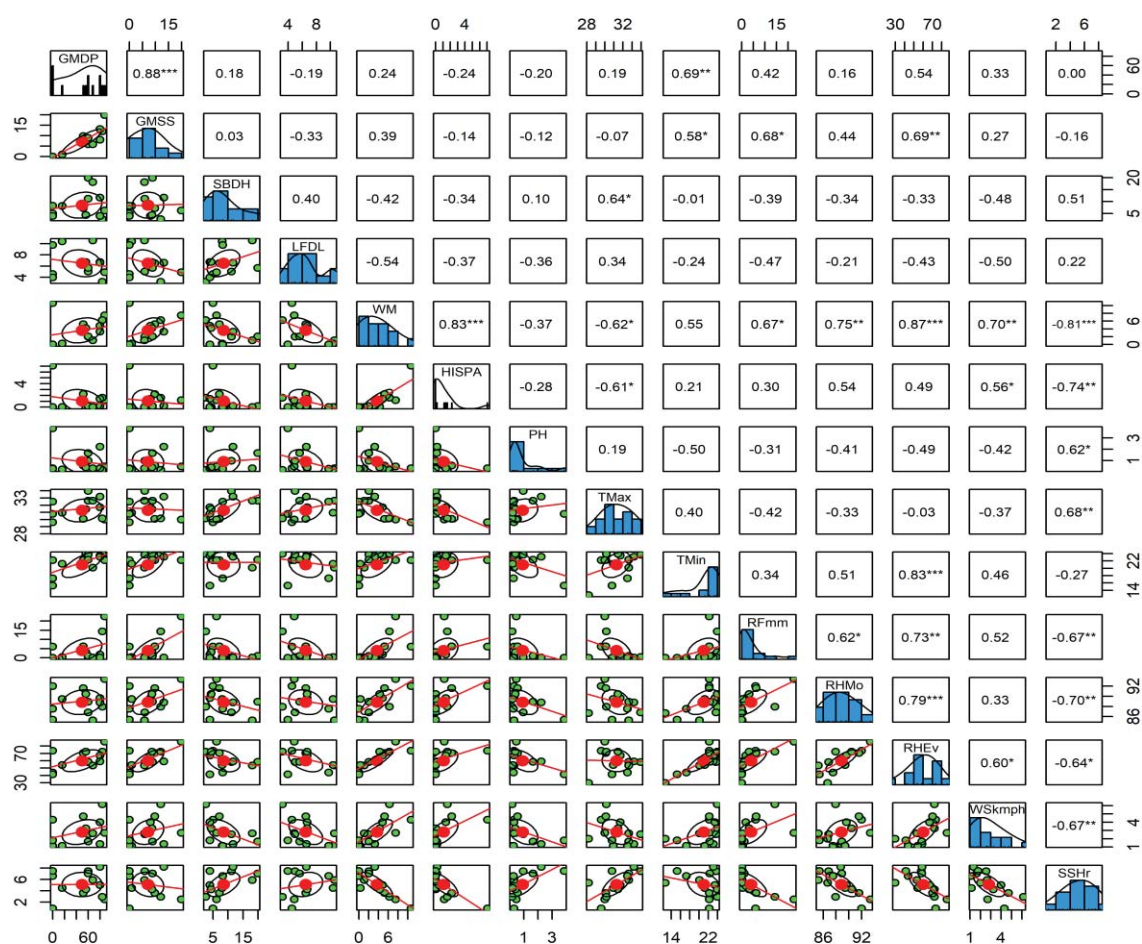 0 15 4 8 0 4 28 32 0 15 30 70 2 6
GMDP 0.88*** 0.18 -0.19 0.24 -0.24 -0.20 0.19 0.69** 0.42 0.16 0.54 0.33 0.00 0 60
0 15 GMSS 0.03 -0.33 0.39 -0.14 -0.12 -0.07 0.58* 0.68* 0.44 0.69** 0.27 -0.16
SBDH 0.40 -0.42 -0.34 0.10 0.64* -0.01 -0.39 -0.34 -0.33 -0.48 0.51 5 20
4 8 LFDL -0.54 -0.37 -0.36 0.34 -0.24 -0.47 -0.21 -0.43 -0.50 0.22
WM 0.83*** -0.37 -0.62* 0.55 0.67* 0.75** 0.87*** 0.70** -0.81*** 0 6
0 4 HISPA -0.28 -0.61* 0.21 0.30 0.54 0.49 0.56* -0.74**
PH 0.19 -0.50 -0.31 -0.41 -0.49 -0.42 0.62* 1 3
28 33 TMax 0.40 -0.42 -0.33 -0.03 -0.37 0.68**
TMin 0.34 0.51 0.83*** 0.46 -0.27 14 22
0 15 RFmm 0.62* 0.73** 0.52 -0.67**
RHMo 0.79*** 0.33 -0.70** 86 92
30 70 RHEv 0.60* -0.64*
WSkmph -0.67** 1 4
2 6 SSHr
0 60 5 15 0 6 1 3 14 22 86 92 1 4